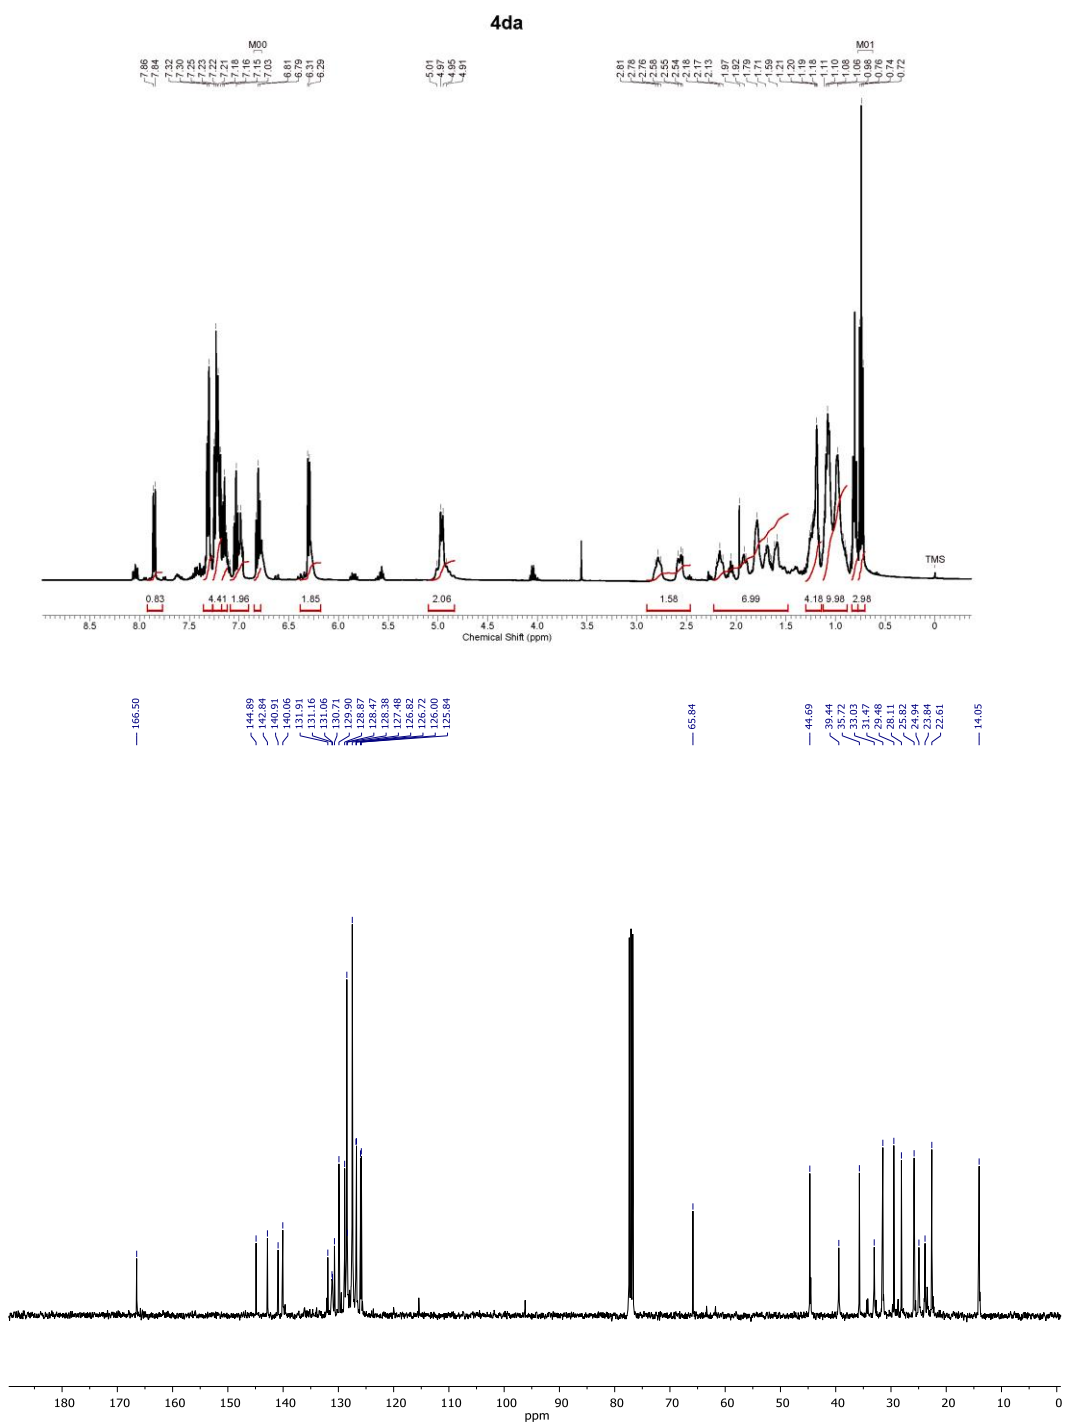 4da
M00
M01
7.86 7.84 7.32 7.30 7.25 7.23 7.22 7.21 7.18 7.16 7.15 7.03 6.81 6.79 6.31 6.29 5.01 4.97 4.95 4.91 2.81 2.78 2.76 2.58 2.55 2.54 2.18 2.17 2.13 1.97 1.92 1.79 1.71 1.59 1.21 1.20 1.19 1.18 1.11 1.10 1.08 1.06 0.98 0.76 0.74 0.72
TMS
0.83 4.41 1.96 1.85 2.06 1.58 6.99 4.18 9.98 2.98
8.5 8.0 7.5 7.0 6.5 6.0 5.5 5.0 4.5 4.0 3.5 3.0 2.5 2.0 1.5 1.0 0.5 0
Chemical Shift (ppm)
166.50 144.89 142.84 140.91 140.06 131.91 131.16 131.06 130.71 129.90 128.87 128.47 128.38 127.48 126.82 126.72 126.00 125.84 65.84 44.69 39.44 35.72 33.03 31.47 29.48 28.11 25.82 24.94 23.84 22.61 14.05
180 170 160 150 140 130 120 110 100 90 80 70 60 50 40 30 20 10 0
ppm